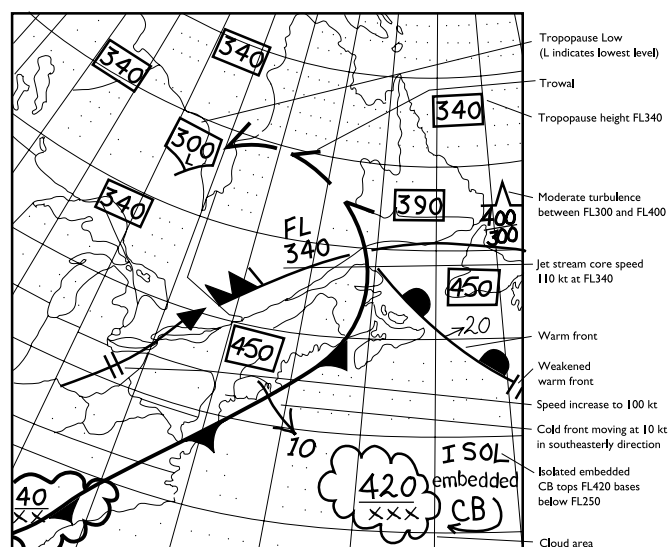 340
340
340
300
L
340
390
400
300
FL
340
450
20
450
10
40
XX
420
XXX
ISOL
embedded
CB
Tropopause Low
(L indicates lowest level)
Trowal
Tropopause height FL340
Moderate turbulence
between FL300 and FL400
Jet stream core speed
110 kt at FL340
Warm front
Weakened
warm front
Speed increase to 100 kt
Cold front moving at 10 kt
in southeasterly direction
Isolated embedded
CB tops FL420 bases
below FL250
Cloud area